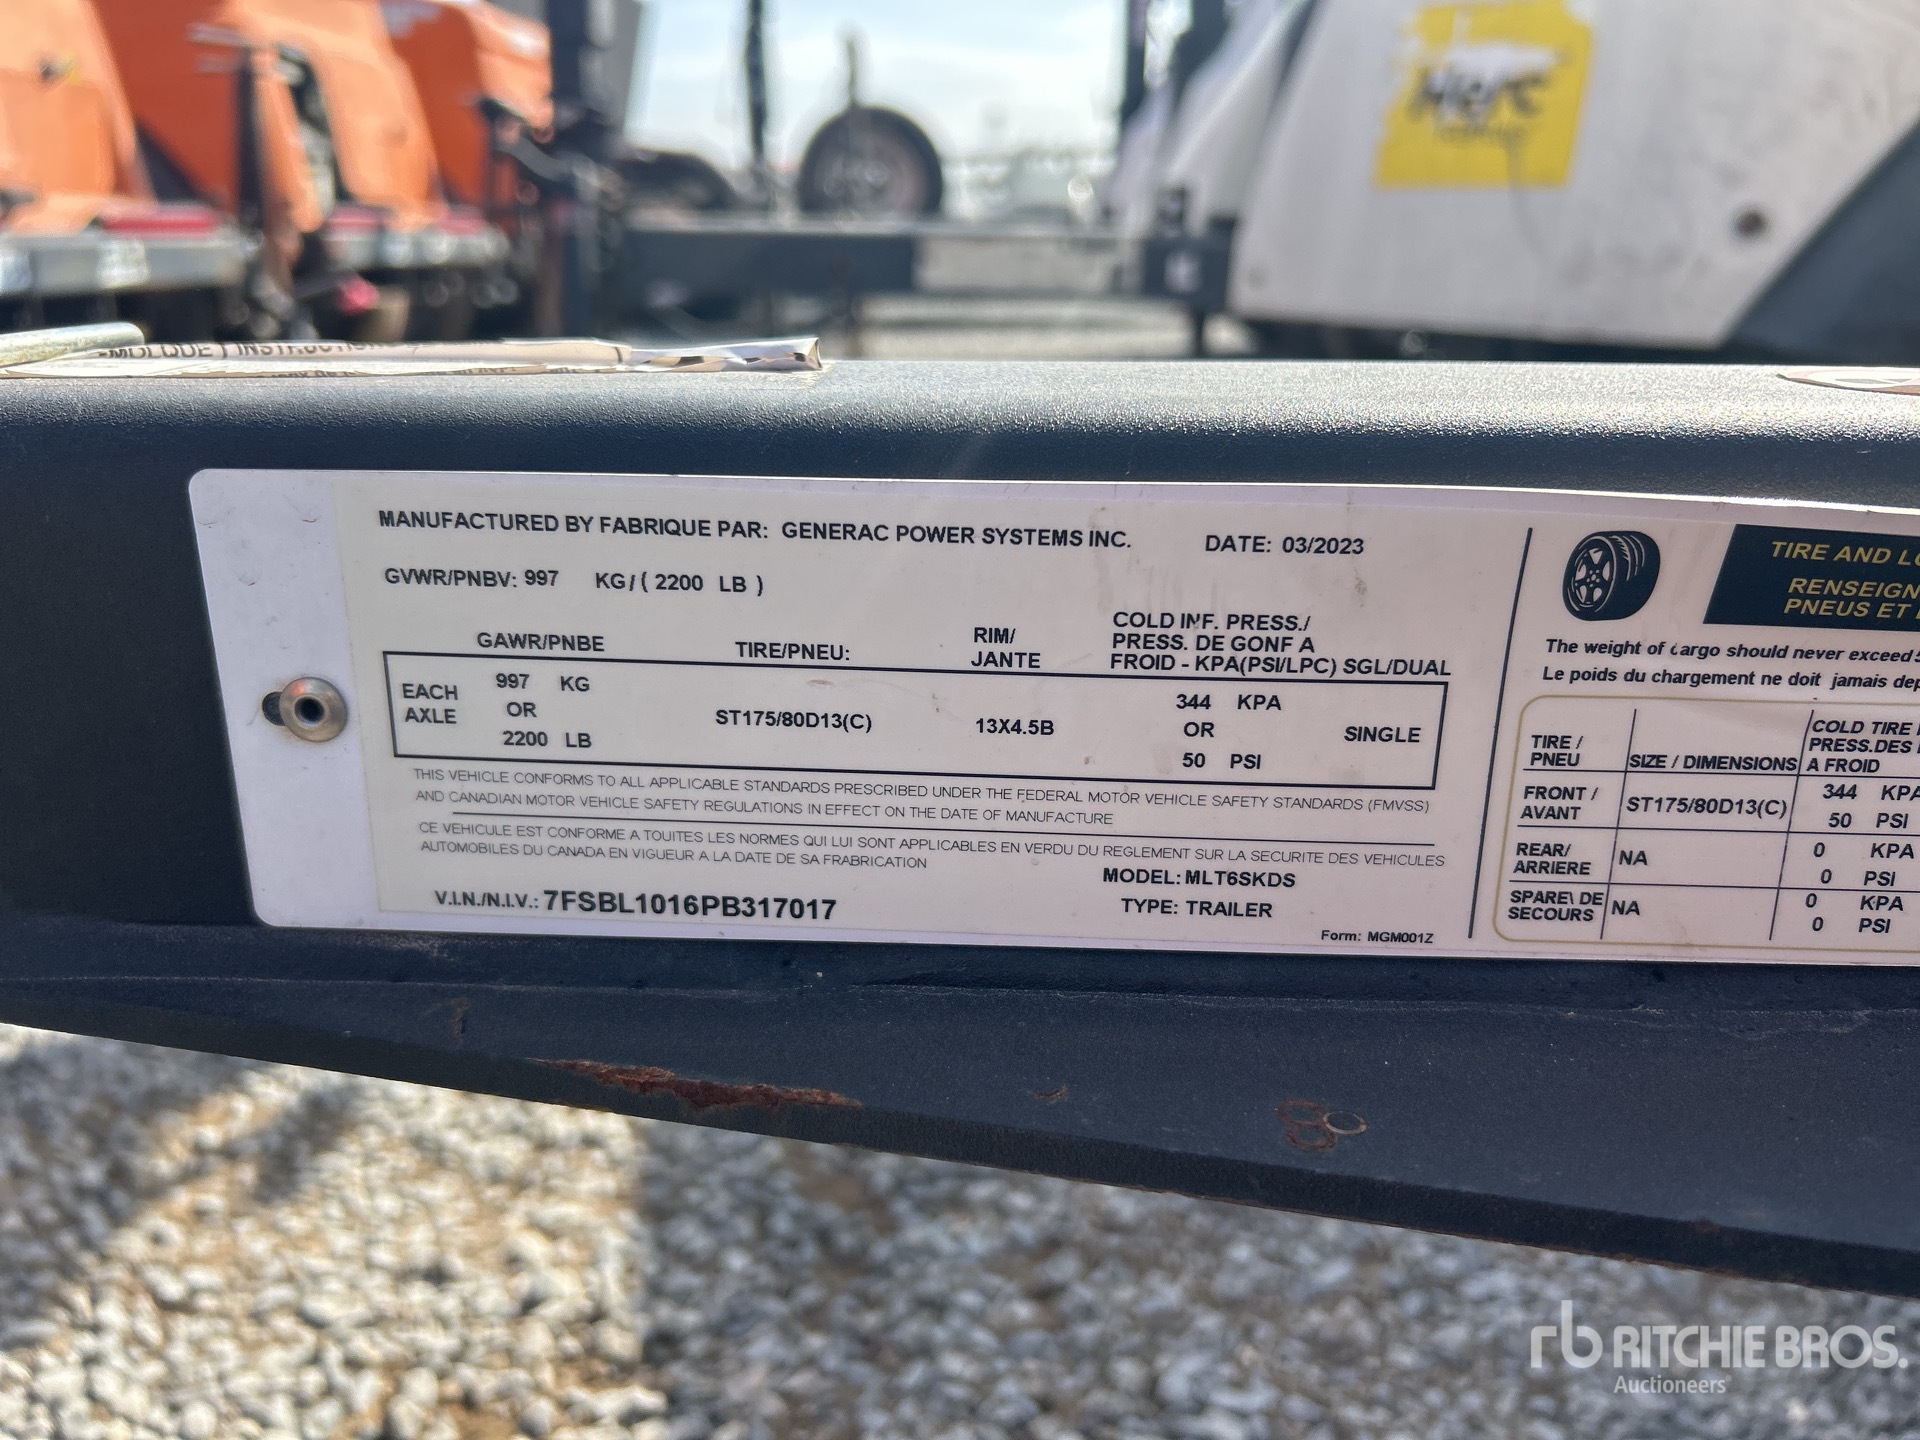 -MOLQUE ) INSTRUCTION
Herc
MANUFACTURED BY FABRIQUE PAR: GENERAC POWER SYSTEMS INC. DATE: 03/2023
GVWR/PNBV: 997 KG/ ( 2200 LB )
GAWR/PNBE TIRE/PNEU: RIM/ JANTE COLD INF. PRESS./
PRESS. DE GONF A
FROID - KPA(PSI/LPC) SGL/DUAL
EACH AXLE 997 KG OR 2200 LB ST175/80D13(C) 13X4.5B 344 KPA OR 50 PSI SINGLE
THIS VEHICLE CONFORMS TO ALL APPLICABLE STANDARDS PRESCRIBED UNDER THE FEDERAL MOTOR VEHICLE SAFETY STANDARDS (FMVSS)
AND CANADIAN MOTOR VEHICLE SAFETY REGULATIONS IN EFFECT ON THE DATE OF MANUFACTURE
CE VEHICULE EST CONFORME A TOUITES LES NORMES QUI LUI SONT APPLICABLES EN VERDU DU REGLEMENT SUR LA SECURITE DES VEHICULES
AUTOMOBILES DU CANADA EN VIGUEUR A LA DATE DE SA FRABRICATION
MODEL: MLT6SKDS
V.I.N./N.I.V.: 7FSBL1016PB317017 TYPE: TRAILER
Form: MGM001Z
TIRE AND LO
RENSEIGN
PNEUS ET
The weight of cargo should never exceed
Le poids du chargement ne doit jamais dep
TIRE / PNEU SIZE / DIMENSIONS COLD TIRE
PRESS.DES
A FROID
FRONT / AVANT ST175/80D13(C) 344 KPA 50 PSI
REAR/ ARRIERE NA 0 KPA 0 PSI
SPARE\ DE SECOURS NA 0 KPA 0 PSI
rb RITCHIE BROS.
Auctioneers